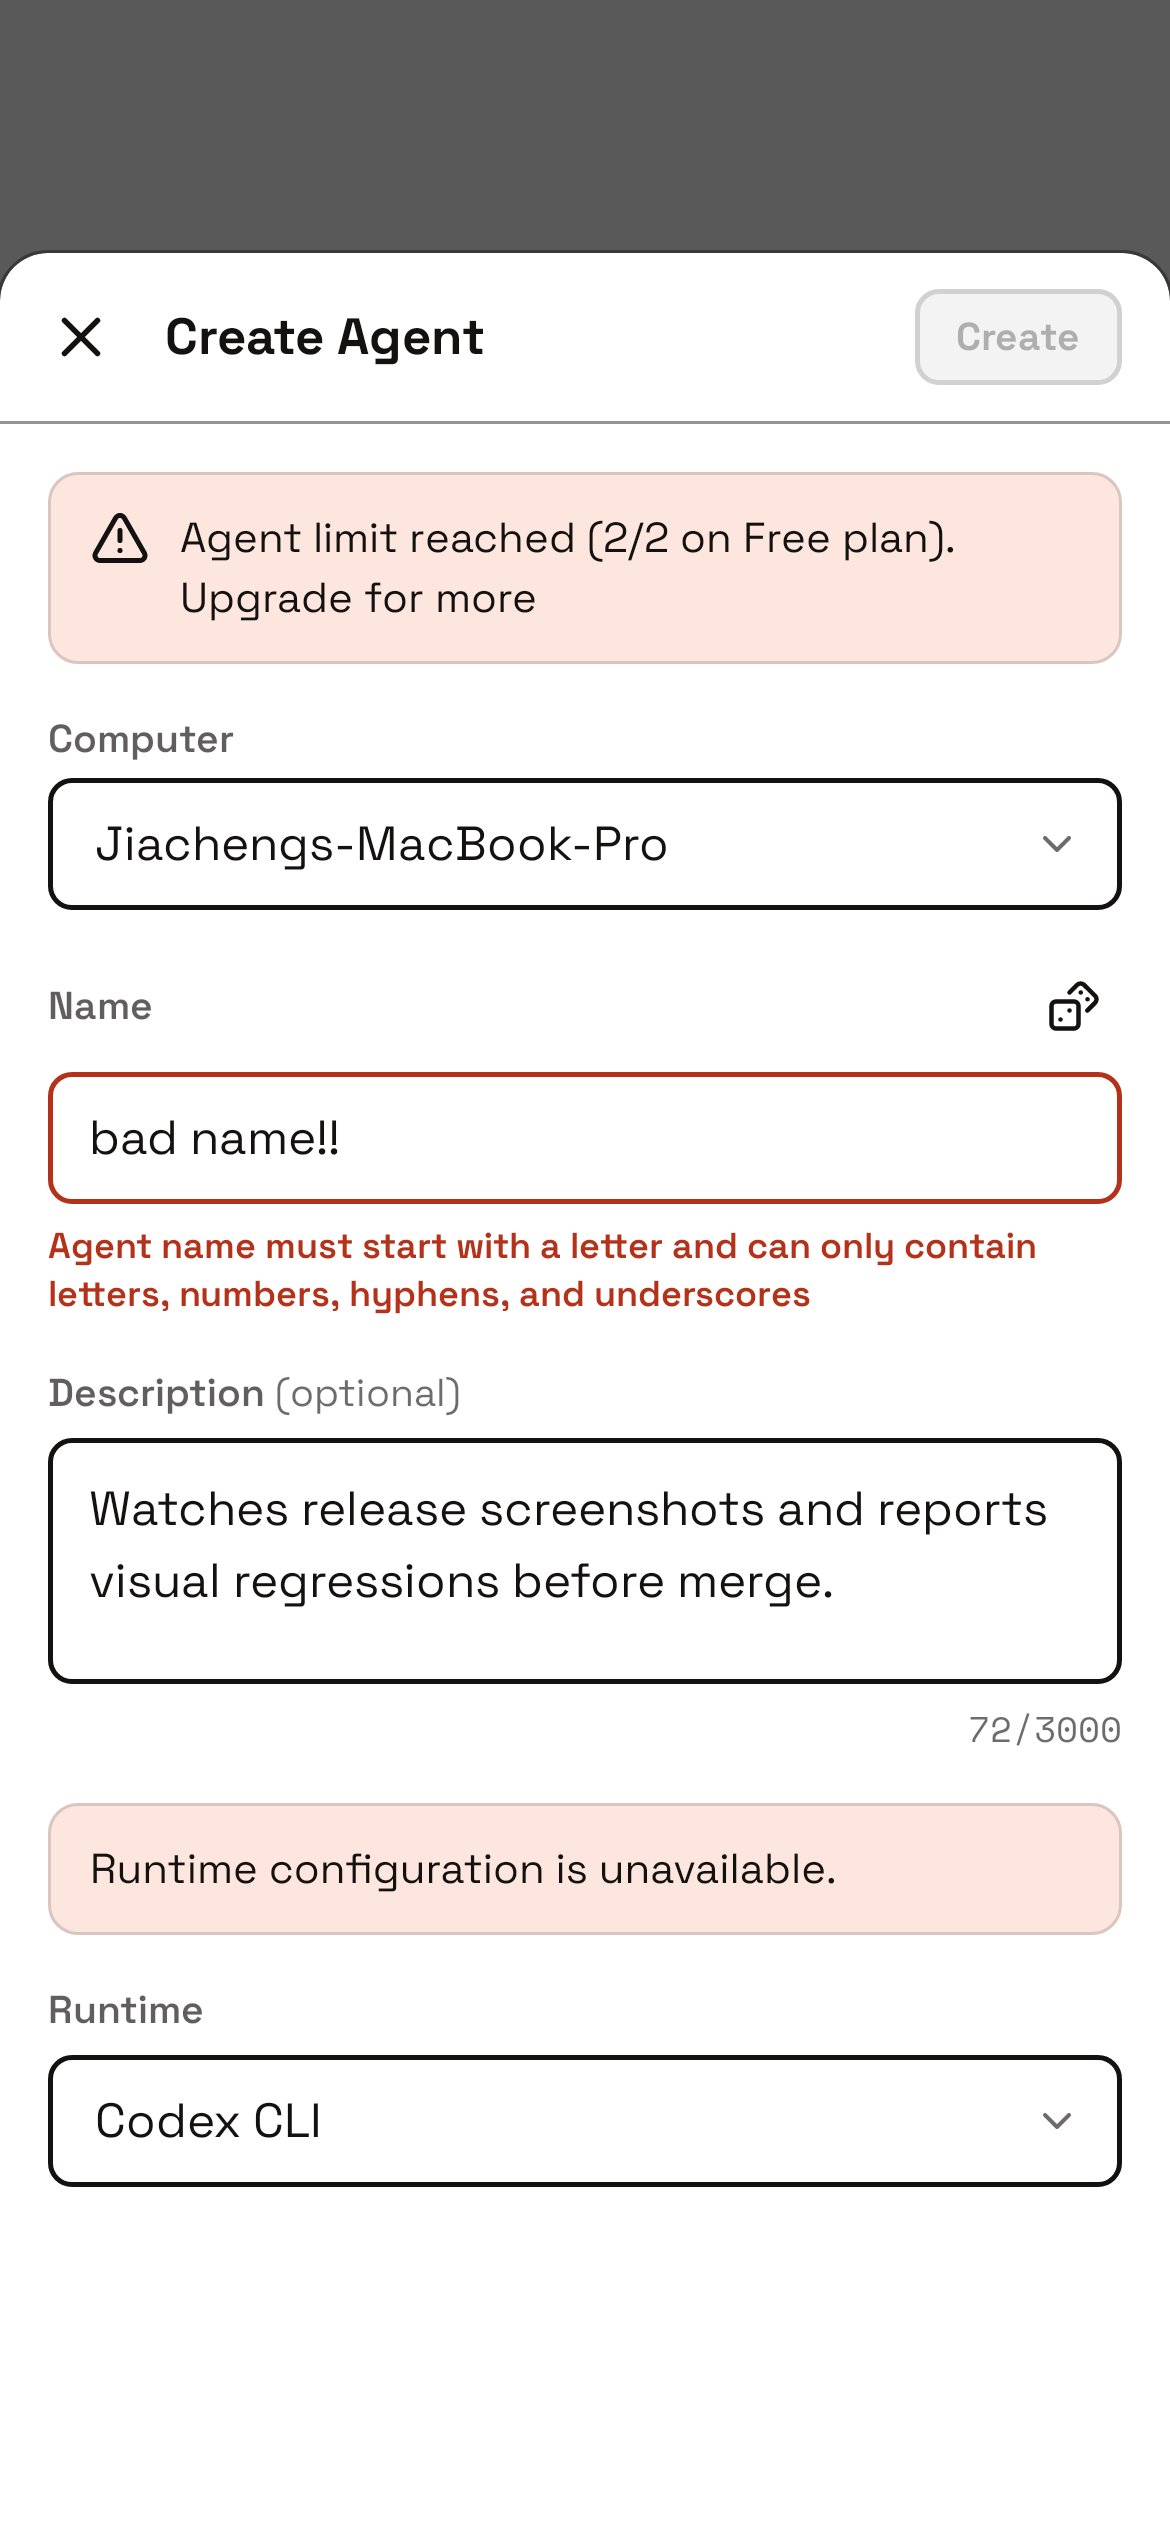 Create Agent
Create
Agent limit reached (2/2 on Free plan).
Upgrade for more
Computer
Jiachengs-MacBook-Pro
Name
bad name!!
Agent name must start with a letter and can only contain
letters, numbers, hyphens, and underscores
Description (optional)
Watches release screenshots and reports
visual regressions before merge.
72/3000
Runtime configuration is unavailable.
Runtime
Codex CLI